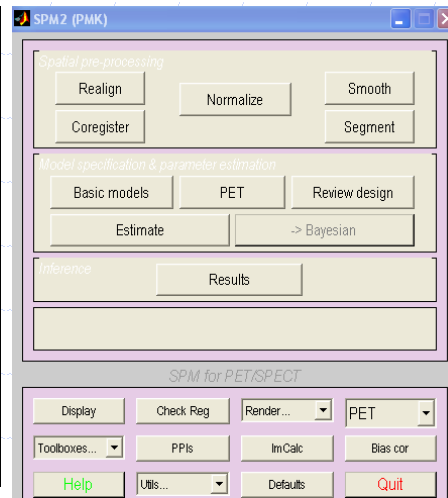 SPM2 (PMK)
Spatial pre-processing
Realign Normalize Smooth
Coregister Segment
Model specification & parameter estimation
Basic models PET Review design
Estimate -> Bayesian
Inference
Results
SPM for PET/SPECT
Display Check Reg Render... PET
Toolboxes... PPIs ImCalc Bias cor
Help Utils... Defaults Quit